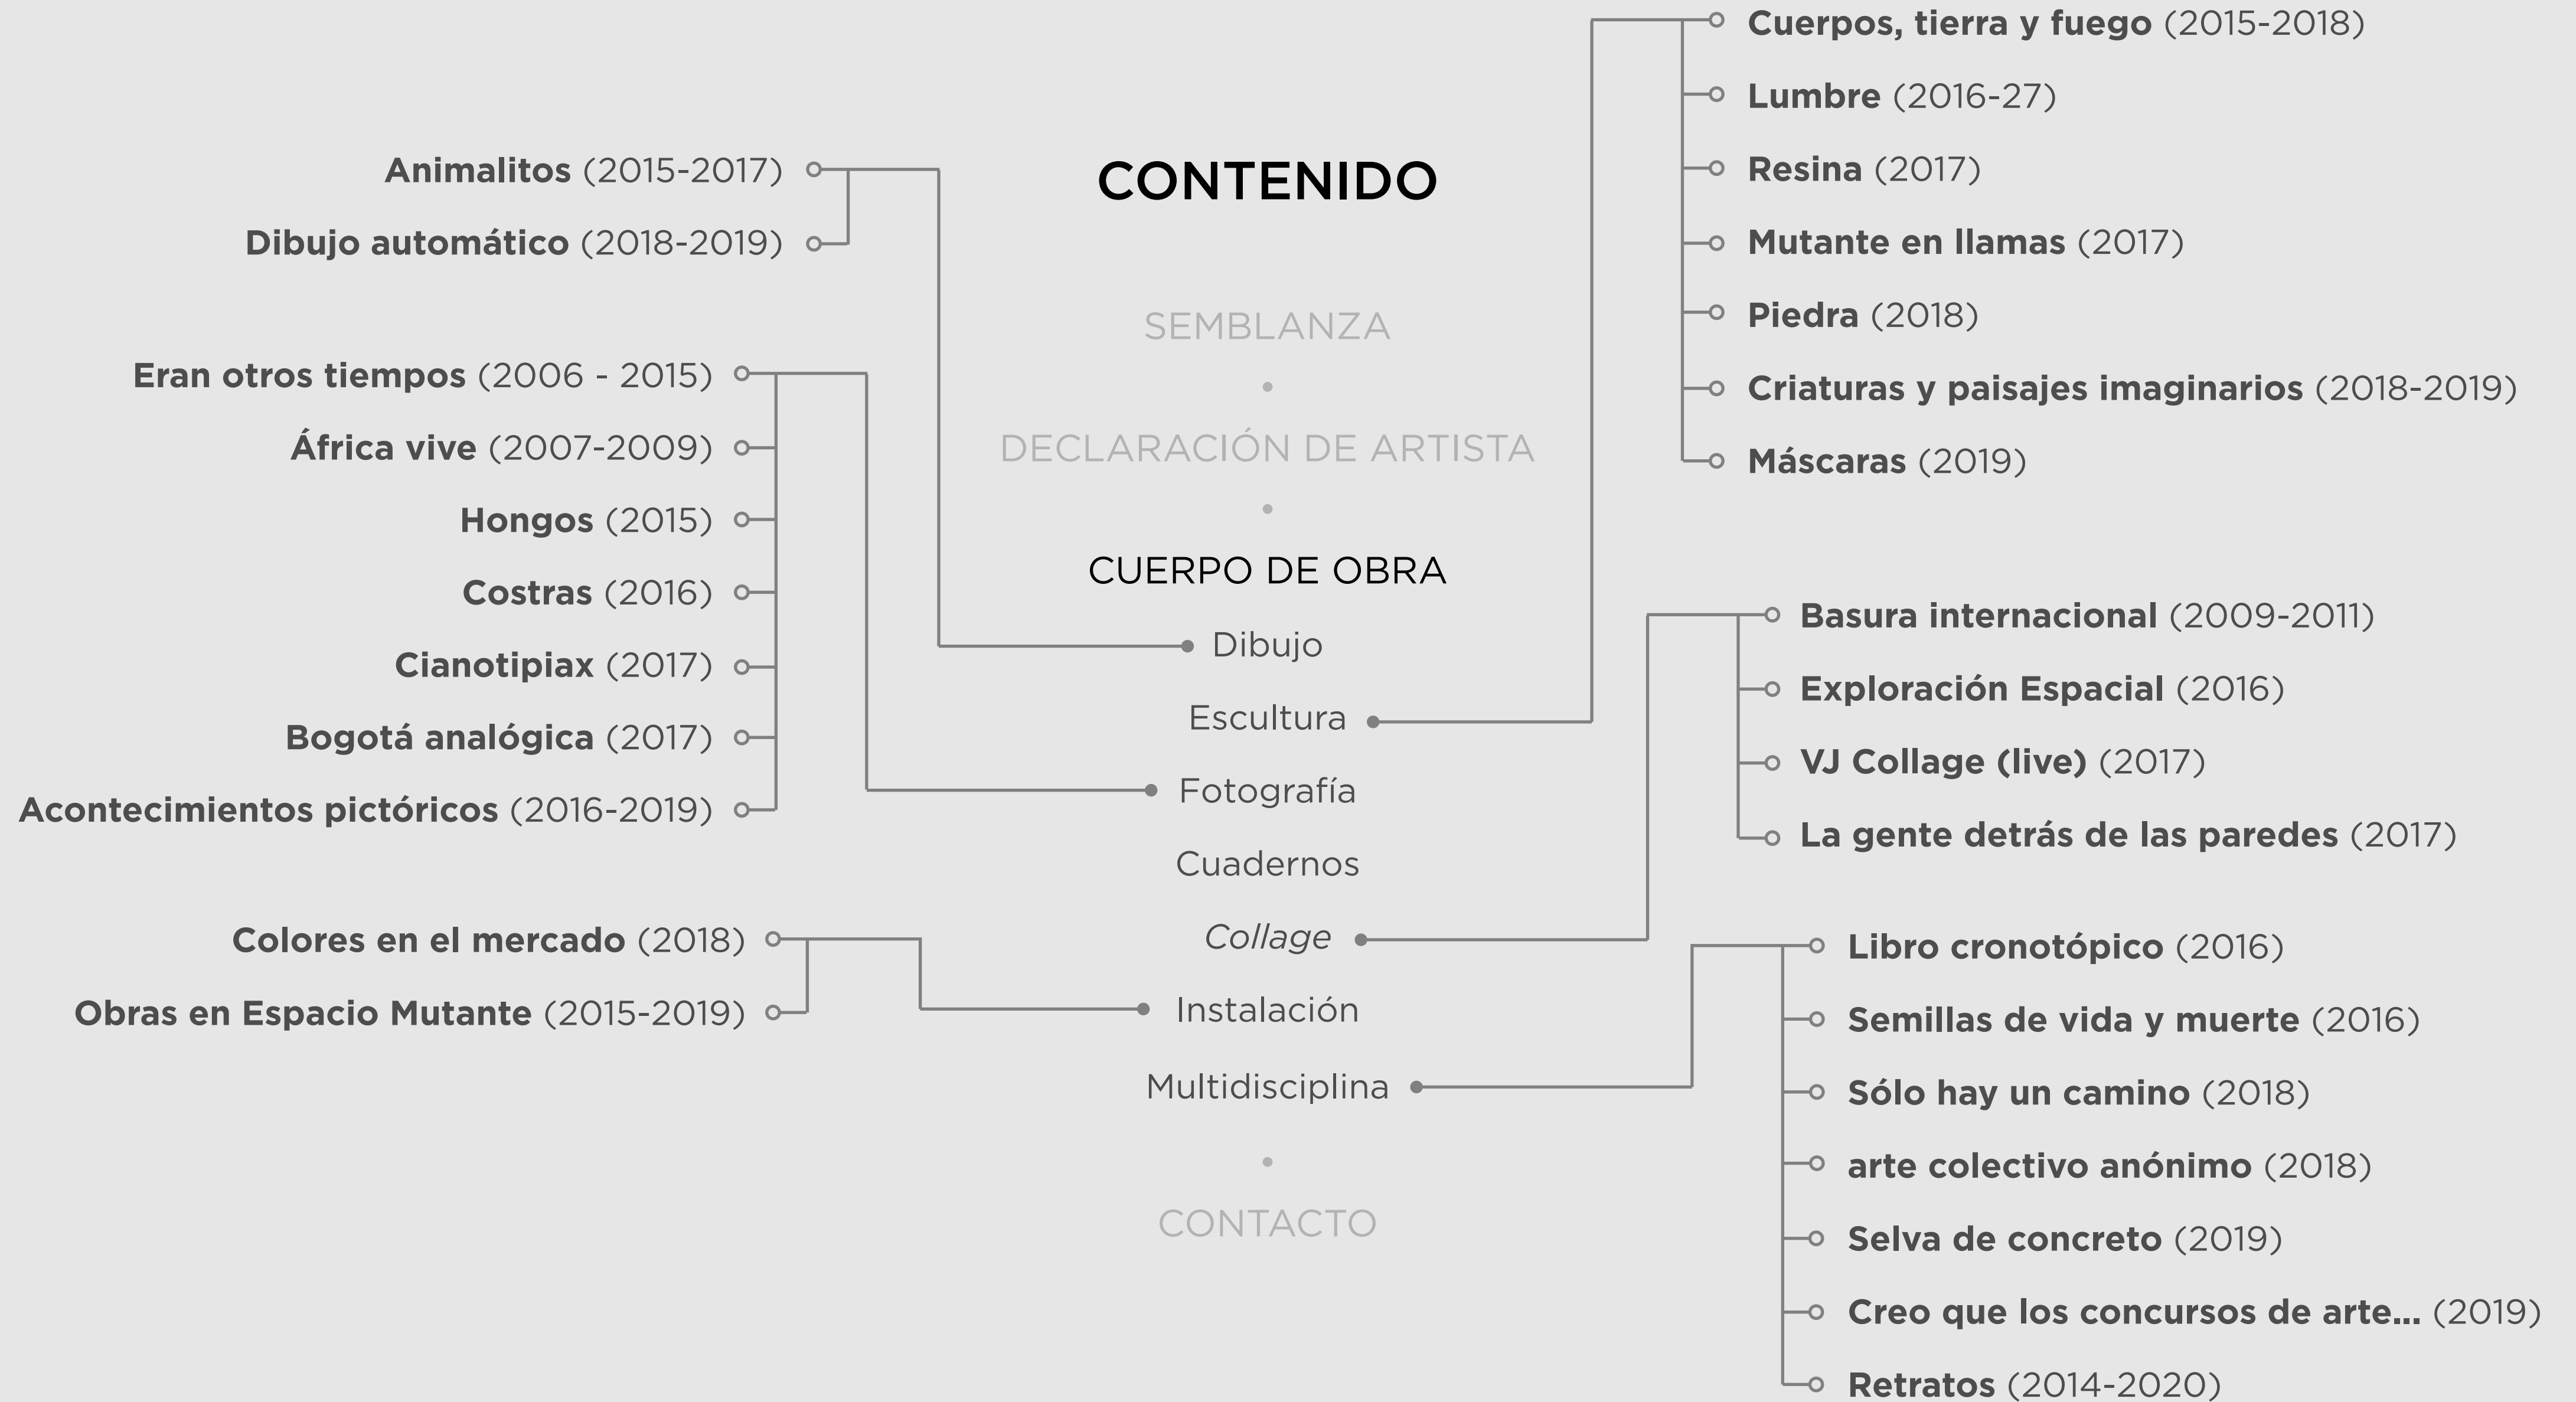 CONTENIDO
SEMBLANZA
DECLARACIÓN DE ARTISTA
CUERPO DE OBRA
Dibujo
Animalitos (2015-2017)
Dibujo automático (2018-2019)
Escultura
Cuerpos, tierra y fuego (2015-2018)
Lumbre (2016-27)
Resina (2017)
Mutante en llamas (2017)
Piedra (2018)
Criaturas y paisajes imaginarios (2018-2019)
Máscaras (2019)
Fotografía
Eran otros tiempos (2006 - 2015)
África vive (2007-2009)
Hongos (2015)
Costras (2016)
Cianotipiax (2017)
Bogotá analógica (2017)
Acontecimientos pictóricos (2016-2019)
Cuadernos
Collage
Basura internacional (2009-2011)
Exploración Espacial (2016)
VJ Collage (live) (2017)
La gente detrás de las paredes (2017)
Instalación
Colores en el mercado (2018)
Obras en Espacio Mutante (2015-2019)
Multidisciplina
Libro cronotópico (2016)
Semillas de vida y muerte (2016)
Sólo hay un camino (2018)
arte colectivo anónimo (2018)
Selva de concreto (2019)
Creo que los concursos de arte... (2019)
Retratos (2014-2020)
CONTACTO